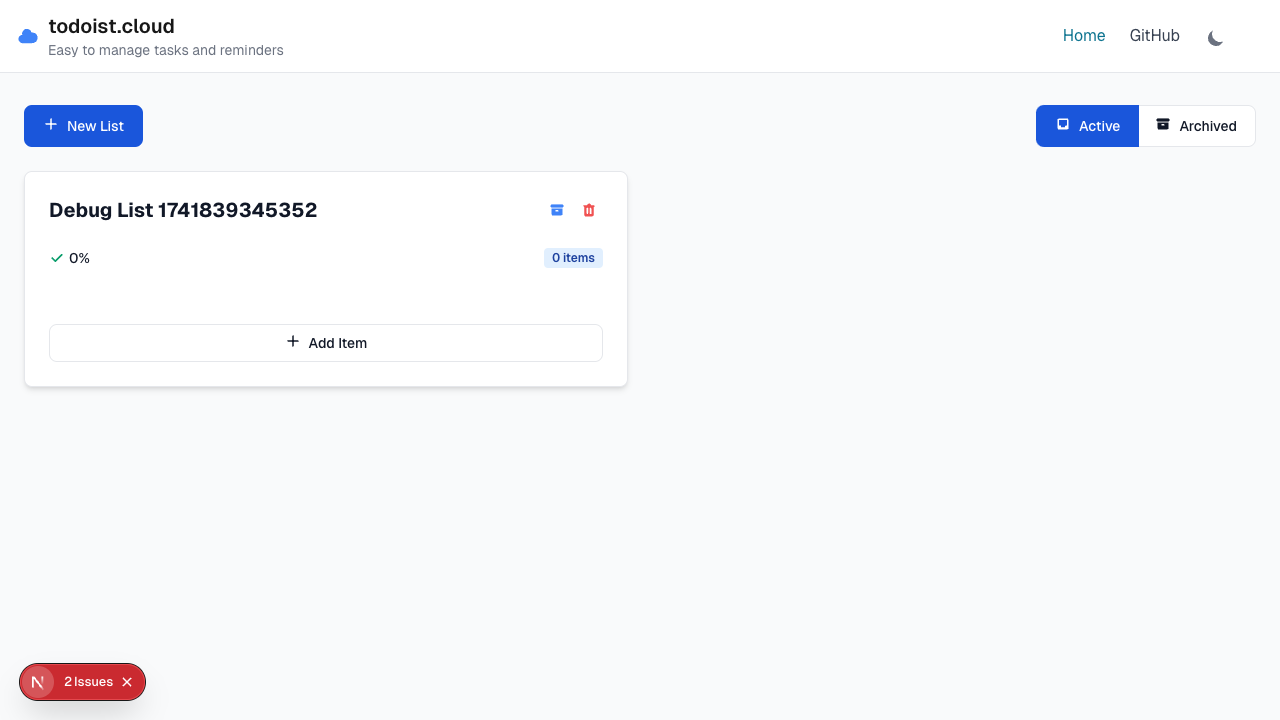 todoist.cloud
Easy to manage tasks and reminders
Home
GitHub
New List
Active
Archived
Debug List 1741839345352
0%
0 items
Add Item
2 Issues